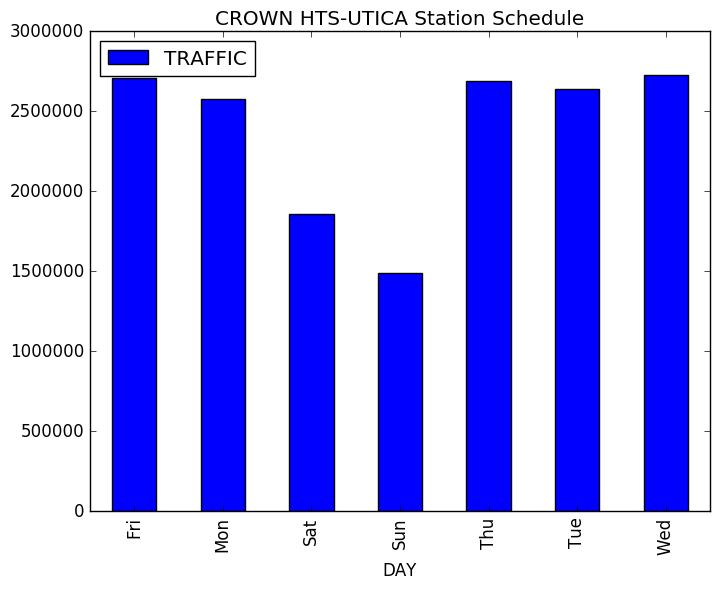 CROWN HTS-UTICA Station Schedule
TRAFFIC
3000000
2500000
2000000
1500000
1000000
500000
0
Fri
Mon
Sat
Sun
Thu
Tue
Wed
DAY